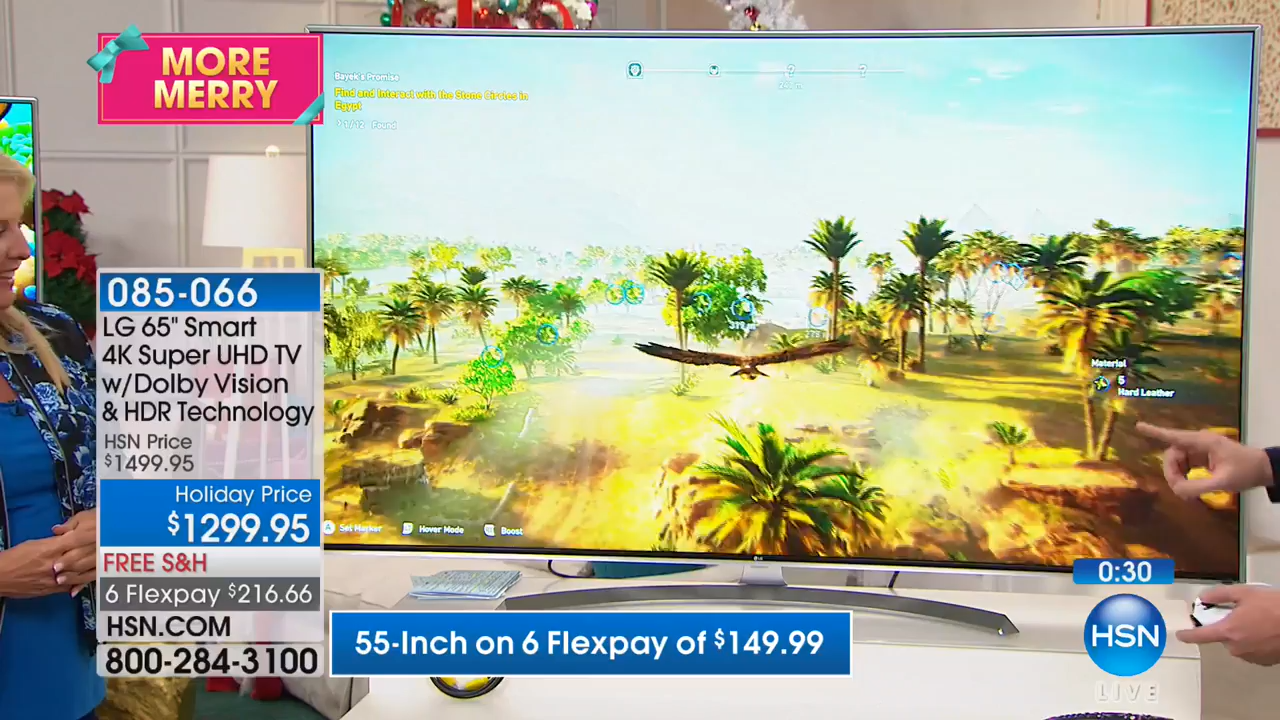 MORE
MERRY
Bayek's Promise
Find and Interact with the Stone Circles in
Egypt
1/12 Found
319 m
Material
5
Hard Leather
Set Marker
Hover Mode
Boost
LG
085-066
LG 65" Smart
4K Super UHD TV
w/Dolby Vision
& HDR Technology
HSN Price
$1499.95
Holiday Price
$1299.95
FREE S&H
6 Flexpay $216.66
HSN.COM
800-284-3100
55-Inch on 6 Flexpay of $149.99
0:30
HSN
LIVE